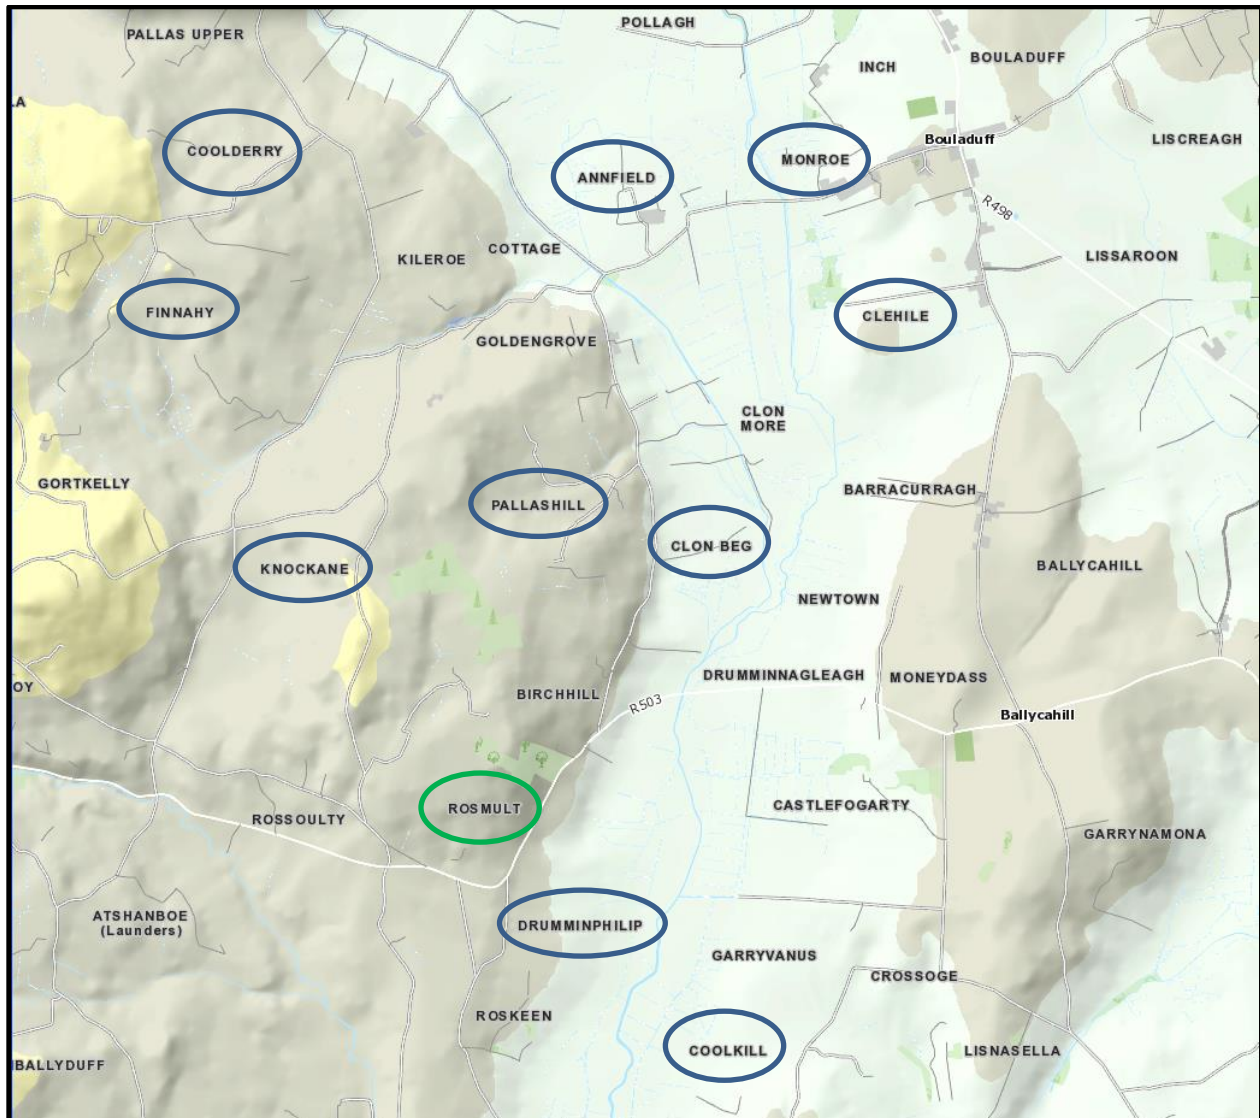 POLLAGH
PALLAS UPPER
BOULADUFF
INCH
LA
Bouladuff
LISCREAGH
COOLDERRY
MONROE
ANNFIELD
R498
COTTAGE
KILEROE
LISSAROON
FINNAHY
CLEHILE
GOLDENGROVE
CLON
MORE
GORTKELLY
BARRACURRAGH
PALLASHILL
CLON BEG
KNOCKANE
BALLYCAHILL
NEWTOWN
DRUMMINNAGLEAGH
MONEYDASS
OY
BIRCHHILL
R503
Ballycahill
ROSMULT
CASTLEFOGARTY
ROSSOULTY
GARRYNAMONA
ATSHANBOE
(Launders)
DRUMMINPHILIP
GARRYVANUS
CROSSOGE
ROSKEEN
COOLKILL
LISNASELLA
BALLYDUFF